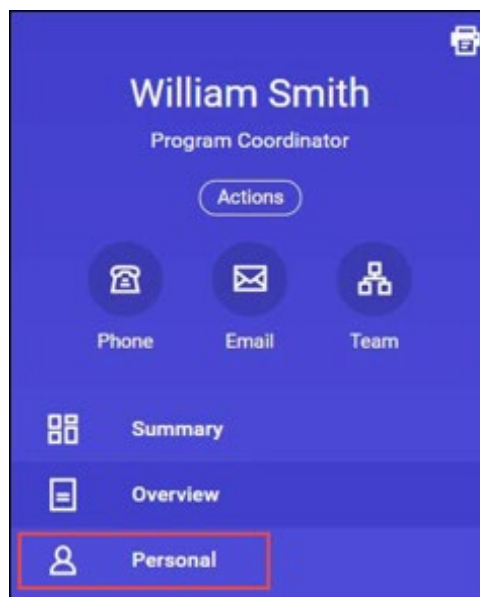 William Smith
Program Coordinator
Actions
Phone Email Team
Summary
Overview
Personal